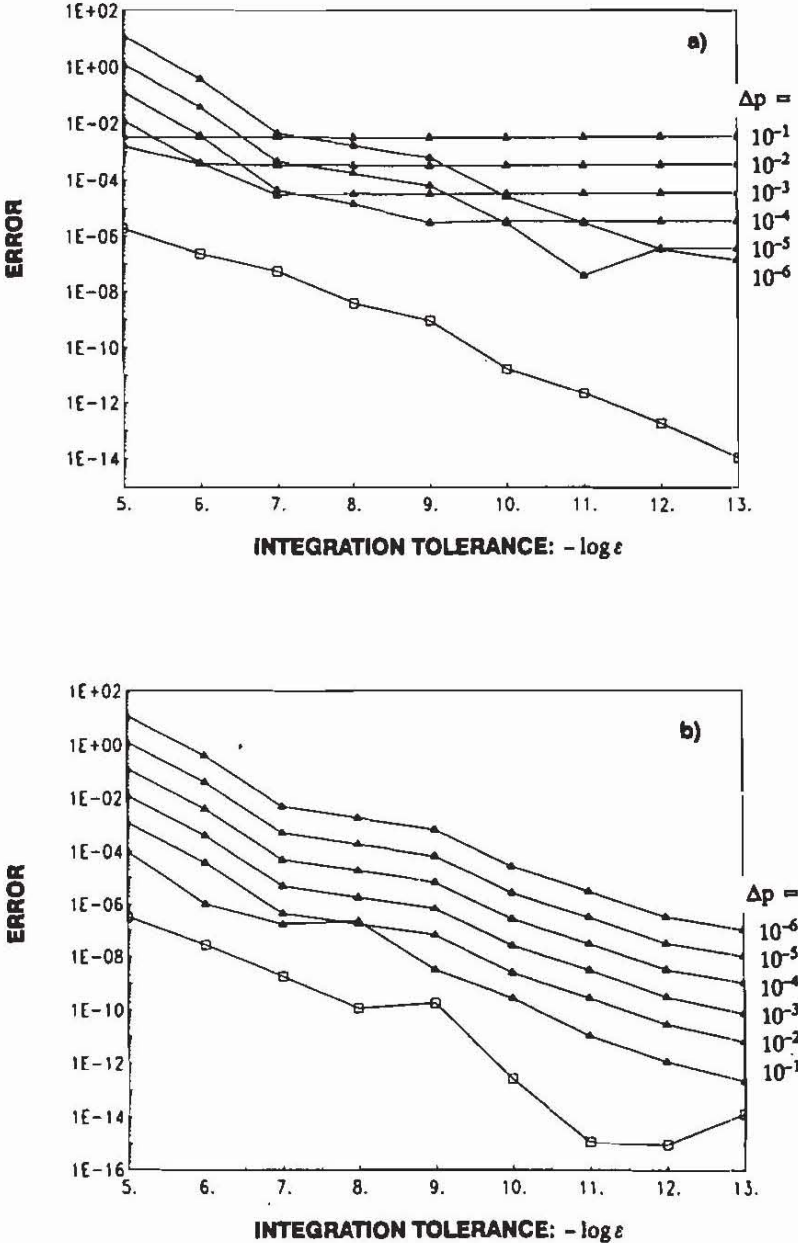 1E+02
a)
1E+00
Δp =
1E−02
10⁻¹
10⁻²
1E−04
10⁻³
10⁻⁴
1E−06
10⁻⁵
10⁻⁶
1E−08
1E−10
1E−12
1E−14
ERROR
5. 6. 7. 8. 9. 10. 11. 12. 13.
INTEGRATION TOLERANCE: − log ε
1E+02
b)
1E+00
1E−02
1E−04
1E−06
Δp =
10⁻⁶
1E−08
10⁻⁵
10⁻⁴
1E−10
10⁻³
10⁻²
1E−12
10⁻¹
1E−14
1E−16
ERROR
5. 6. 7. 8. 9. 10. 11. 12. 13.
INTEGRATION TOLERANCE: − log ε